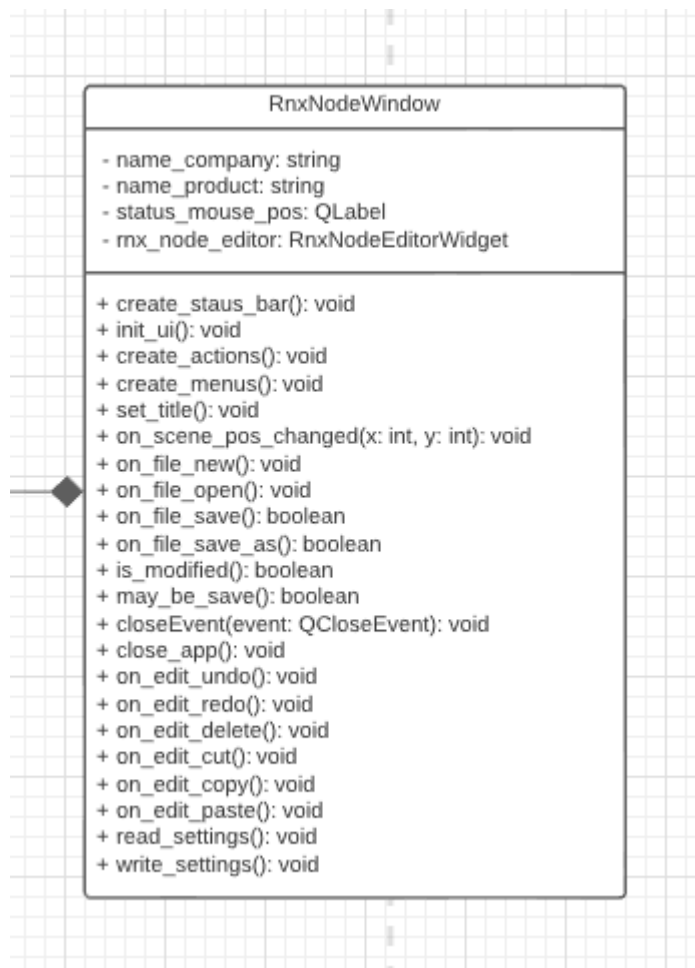 RnxNodeWindow
- name_company: string
- name_product: string
- status_mouse_pos: QLabel
- rnx_node_editor: RnxNodeEditorWidget
+ create_staus_bar(): void
+ init_ui(): void
+ create_actions(): void
+ create_menus(): void
+ set_title(): void
+ on_scene_pos_changed(x: int, y: int): void
+ on_file_new(): void
+ on_file_open(): void
+ on_file_save(): boolean
+ on_file_save_as(): boolean
+ is_modified(): boolean
+ may_be_save(): boolean
+ closeEvent(event: QCloseEvent): void
+ close_app(): void
+ on_edit_undo(): void
+ on_edit_redo(): void
+ on_edit_delete(): void
+ on_edit_cut(): void
+ on_edit_copy(): void
+ on_edit_paste(): void
+ read_settings(): void
+ write_settings(): void